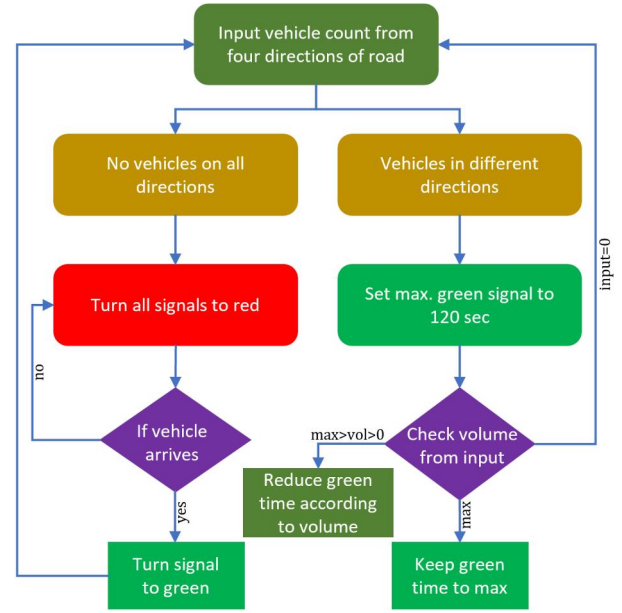 Input vehicle count from
four directions of road
No vehicles on all
directions
Vehicles in different
directions
Turn all signals to red
Set max. green signal to
120 sec
input=0
no
If vehicle
arrives
max>vol>0
Check volume
from input
Reduce green
time according
to volume
yes
max
Turn signal
to green
Keep green
time to max